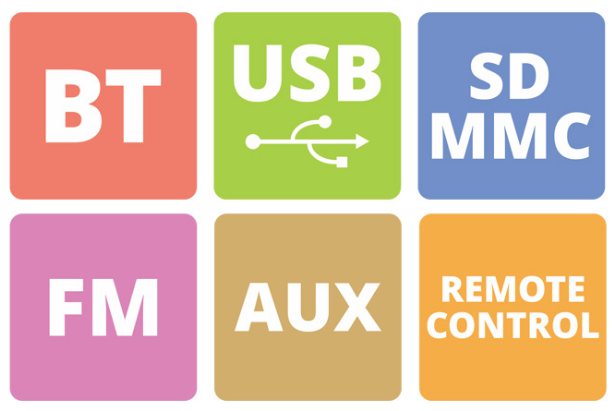 BT
USB
SD
MMC
FM
AUX
REMOTE
CONTROL